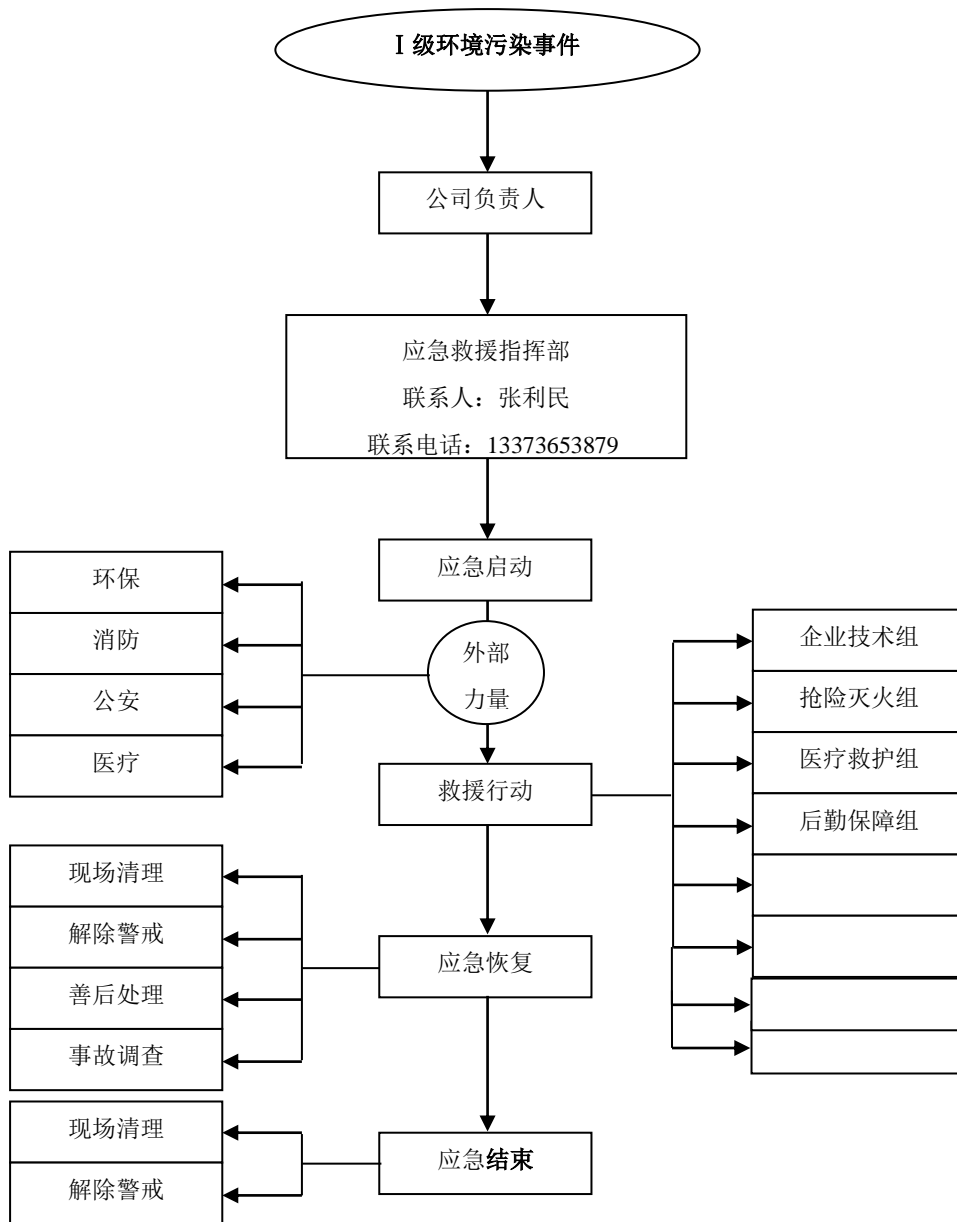 Ⅰ级环境污染事件
公司负责人
应急救援指挥部
联系人：张利民
联系电话：13373653879
应急启动
外部
力量
环保
消防
公安
医疗
救援行动
企业技术组
抢险灭火组
医疗救护组
后勤保障组
应急恢复
现场清理
解除警戒
善后处理
事故调查
应急结束
现场清理
解除警戒